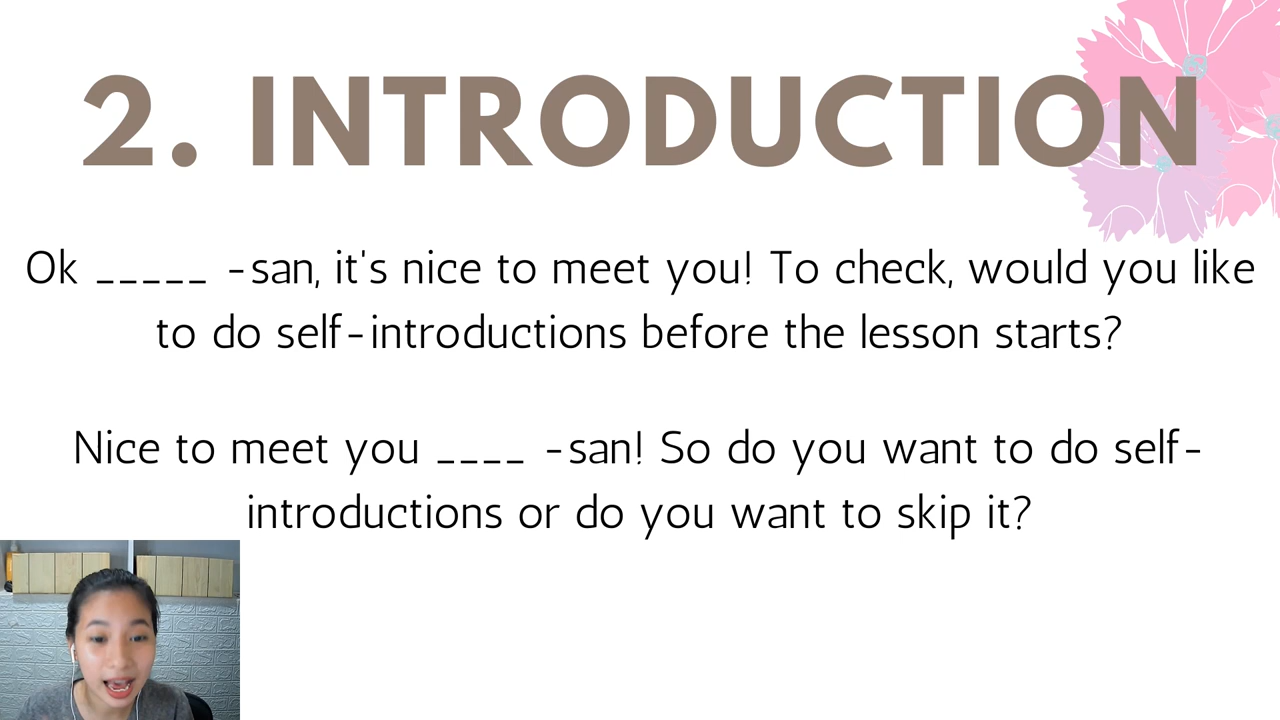 2. INTRODUCTION
Ok _____ -san, it's nice to meet you! To check, would you like
to do self-introductions before the lesson starts?
Nice to meet you ____ -san! So do you want to do self-
introductions or do you want to skip it?